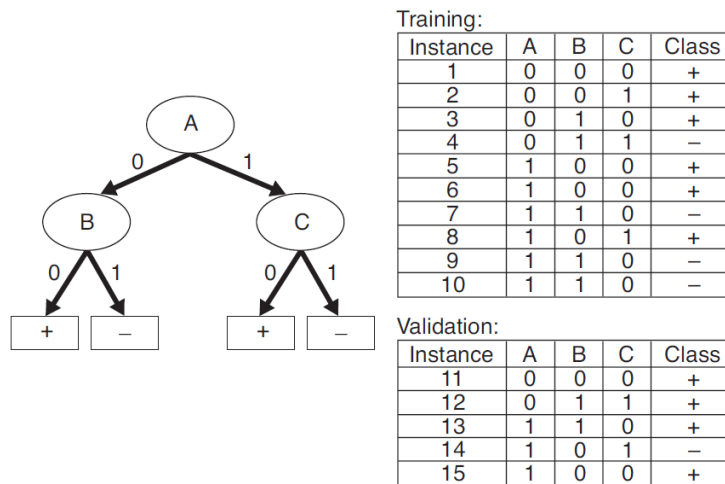 A
0 1
B C
0 1 0 1
+ − + −
Training:
Instance A B C Class
1 0 0 0 +
2 0 0 1 +
3 0 1 0 +
4 0 1 1 −
5 1 0 0 +
6 1 0 0 +
7 1 1 0 −
8 1 0 1 +
9 1 1 0 −
10 1 1 0 −
Validation:
Instance A B C Class
11 0 0 0 +
12 0 1 1 +
13 1 1 0 +
14 1 0 1 −
15 1 0 0 +